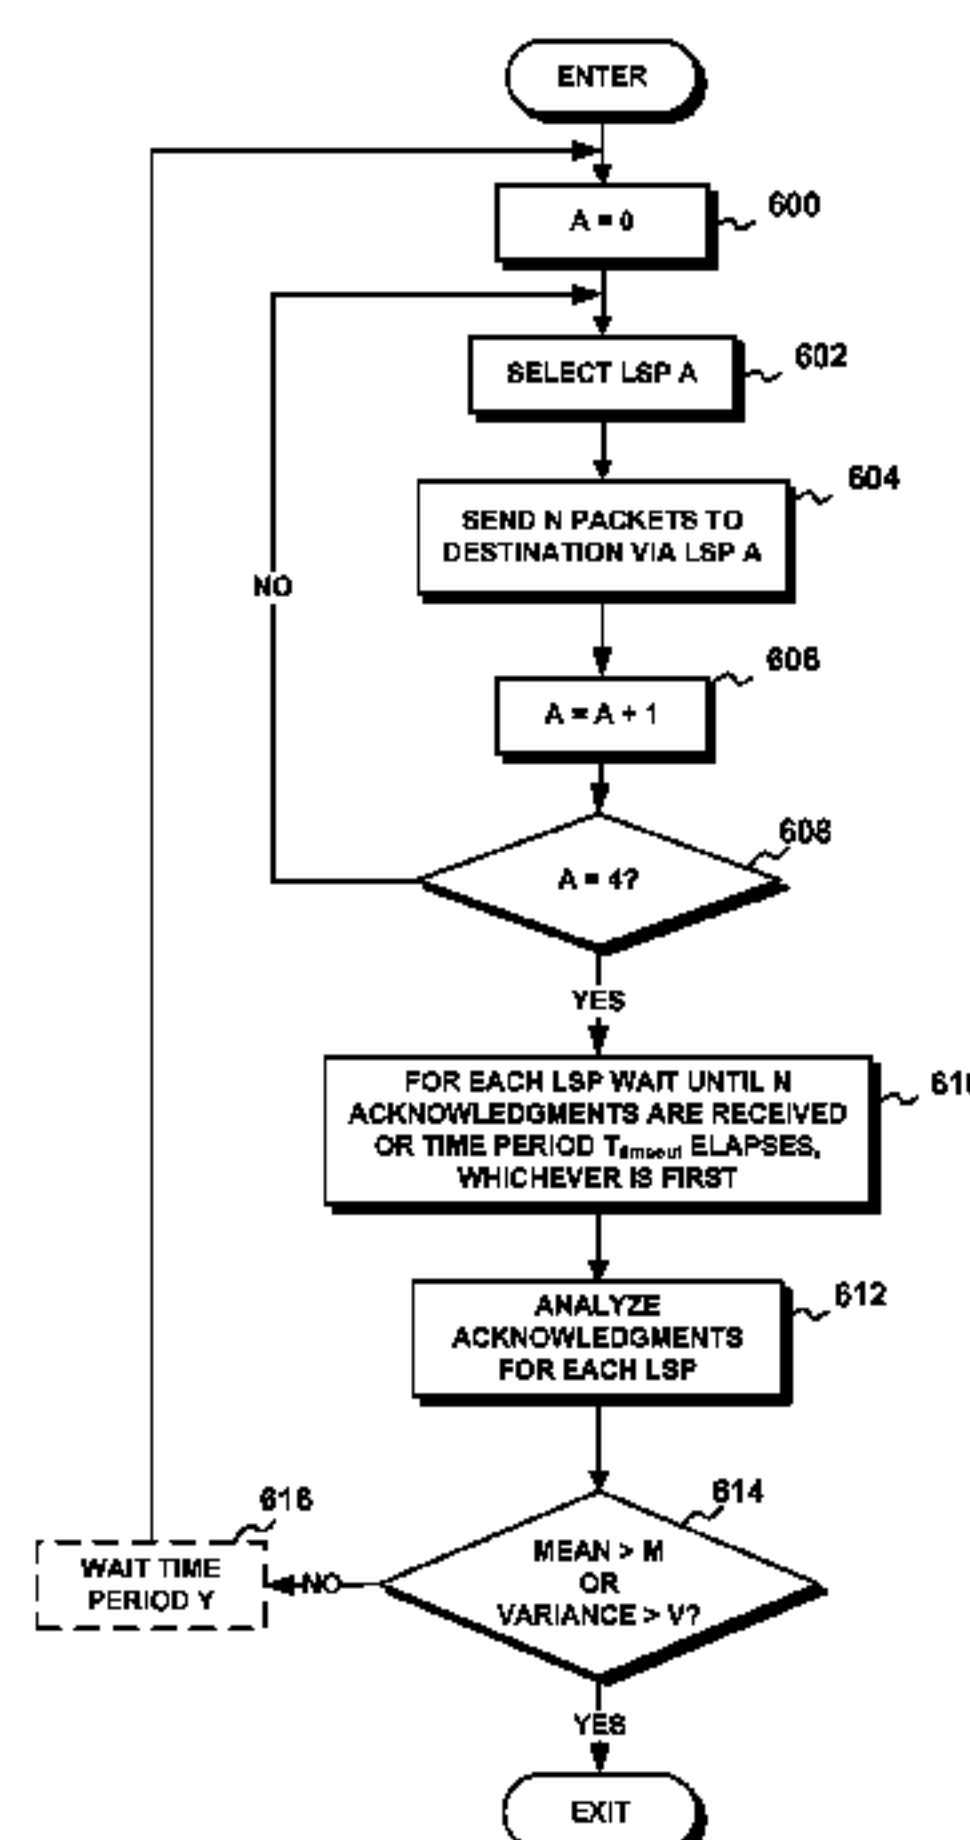 ENTER
A = 0
600
SELECT LSP A
602
SEND N PACKETS TO
DESTINATION VIA LSP A
604
A = A + 1
606
A = 4?
608
NO
YES
FOR EACH LSP WAIT UNTIL N
ACKNOWLEDGMENTS ARE RECEIVED
OR TIME PERIOD Ttimeout ELAPSES,
WHICHEVER IS FIRST
ANALYZE
ACKNOWLEDGMENTS
FOR EACH LSP
612
MEAN > M
OR
VARIANCE > V?
614
NO
WAIT TIME
PERIOD Y
616
YES
EXIT